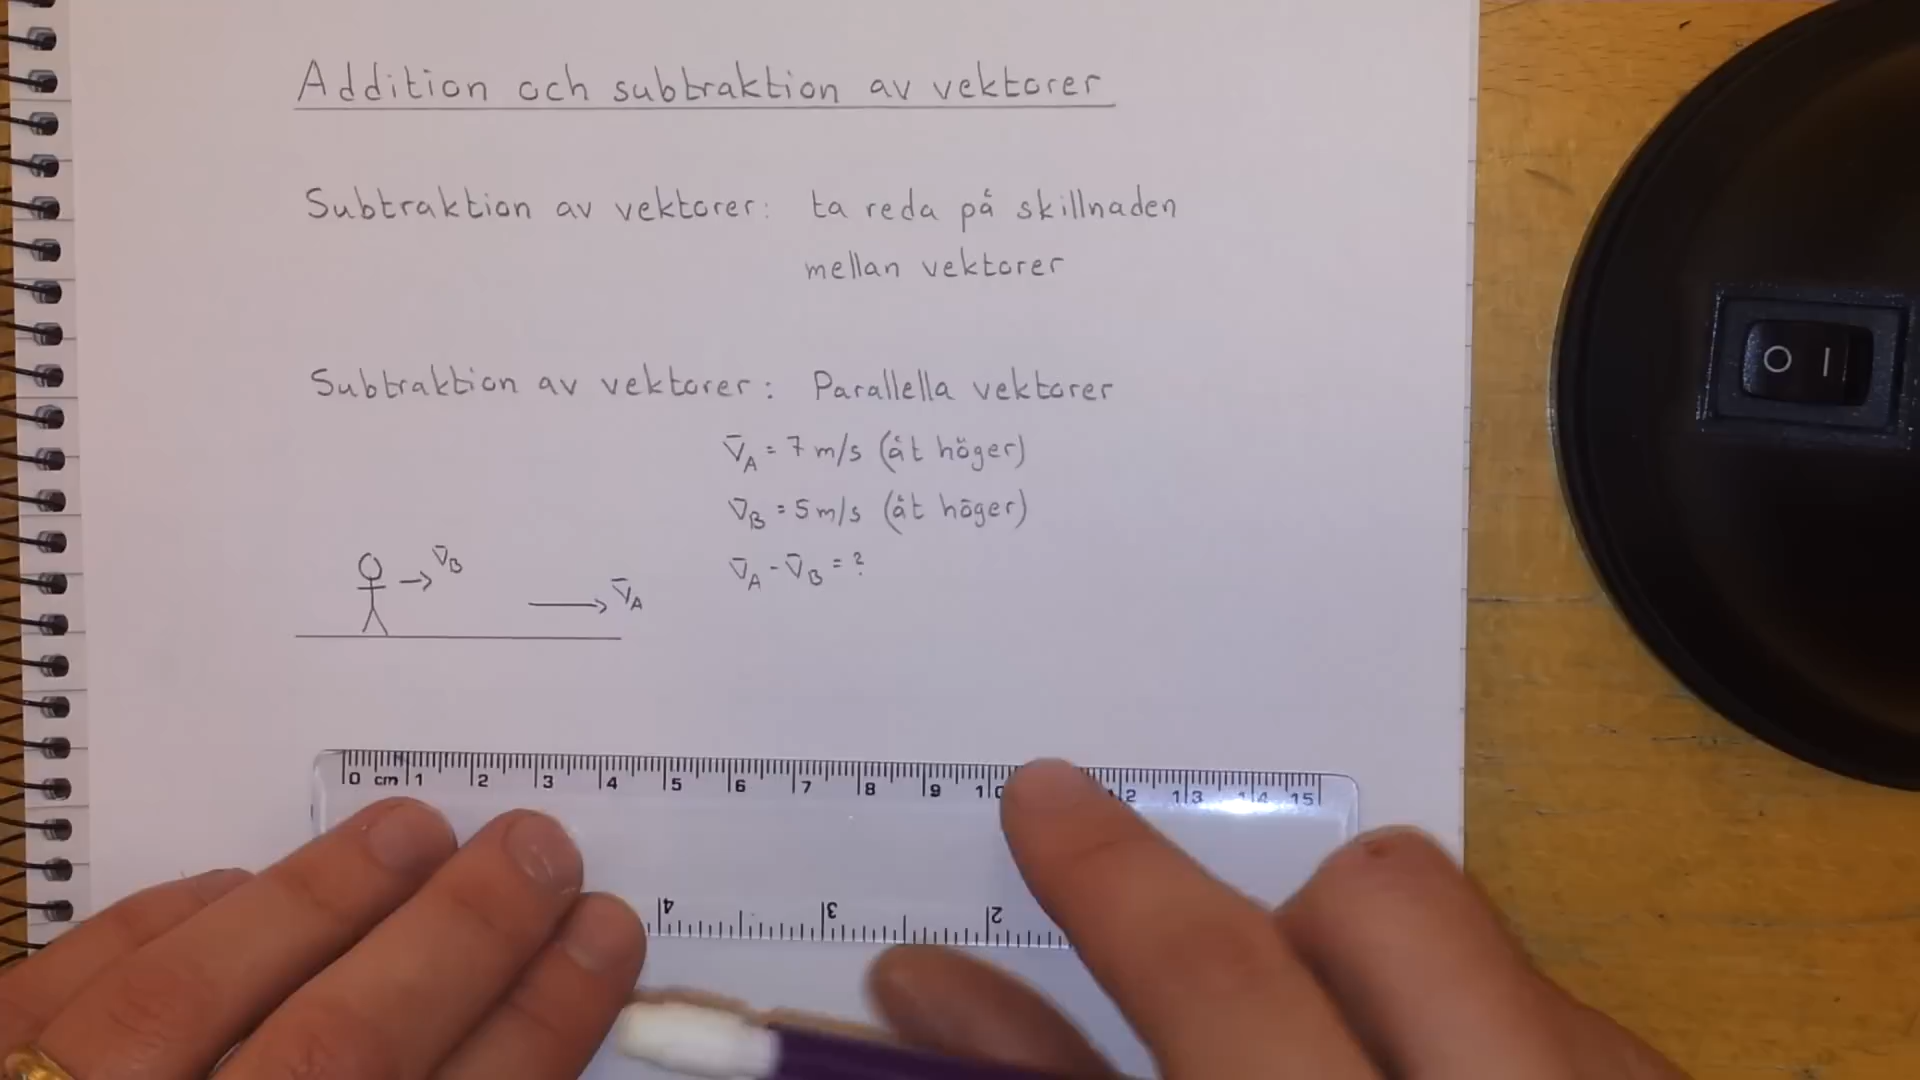 Addition och subtraktion av vektorer
Subtraktion av vektorer: ta reda på skillnaden
mellan vektorer
Subtraktion av vektorer: Parallella vektorer
v̄A = 7 m/s (åt höger)
v̄B = 5 m/s (åt höger)
v̄A - v̄B = ?
v̄B
v̄A
0 cm 1 2 3 4 5 6 7 8 9 10 12 13 14 15
4 3 2
O I